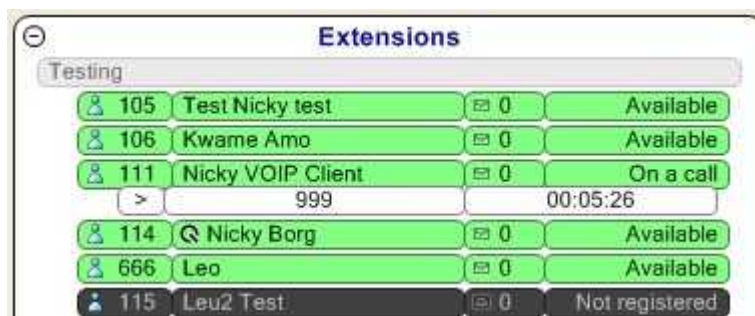 Extensions
Testing
105 Test Nicky test 0 Available
106 Kwame Amo 0 Available
111 Nicky VOIP Client 0 On a call
> 999 00:05:26
114 Nicky Borg 0 Available
666 Leo 0 Available
115 Leu2 Test 0 Not registered